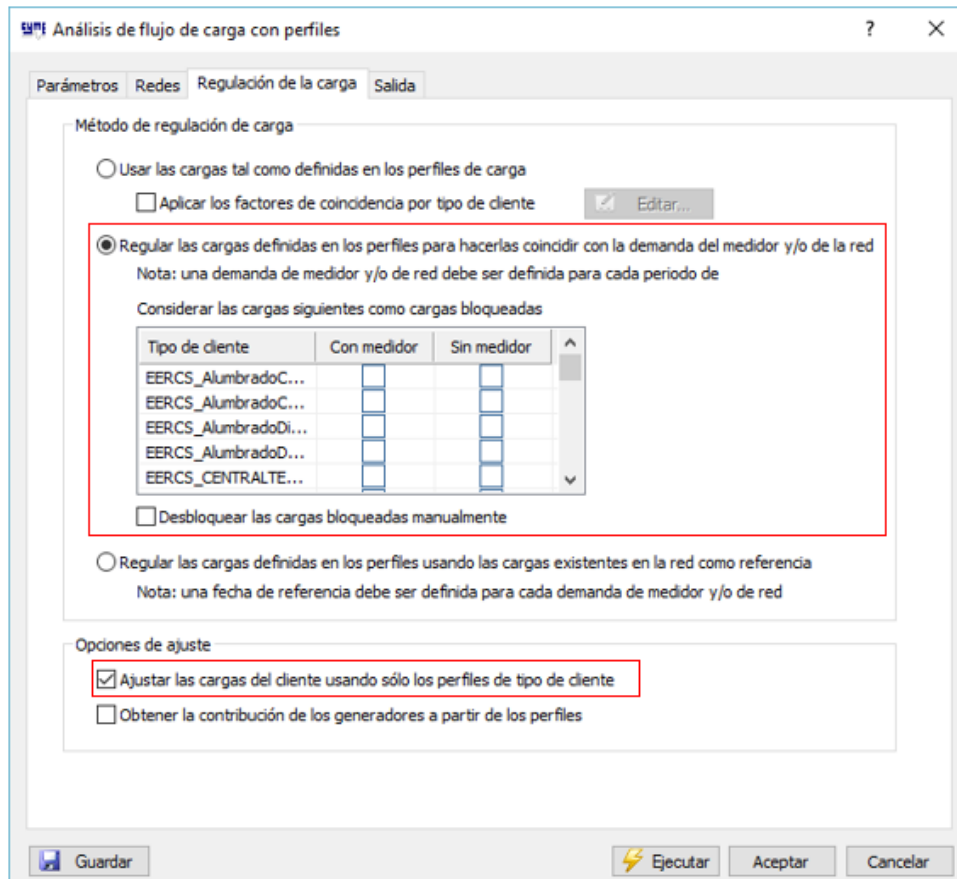 CYME Análisis de flujo de carga con perfiles ? ×
Parámetros Redes Regulación de la carga Salida
Método de regulación de carga
Usar las cargas tal como definidas en los perfiles de carga
Aplicar los factores de coincidencia por tipo de cliente Editar...
Regular las cargas definidas en los perfiles para hacerlas coincidir con la demanda del medidor y/o de la red
Nota: una demanda de medidor y/o de red debe ser definida para cada periodo de
Considerar las cargas siguientes como cargas bloqueadas
Tipo de cliente Con medidor Sin medidor
EERCS_AlumbradoC...
EERCS_AlumbradoC...
EERCS_AlumbradoDi...
EERCS_AlumbradoD...
EERCS_CENTRALTE...
Desbloquear las cargas bloqueadas manualmente
Regular las cargas definidas en los perfiles usando las cargas existentes en la red como referencia
Nota: una fecha de referencia debe ser definida para cada demanda de medidor y/o de red
Opciones de ajuste
Ajustar las cargas del cliente usando sólo los perfiles de tipo de cliente
Obtener la contribución de los generadores a partir de los perfiles
Guardar Ejecutar Aceptar Cancelar